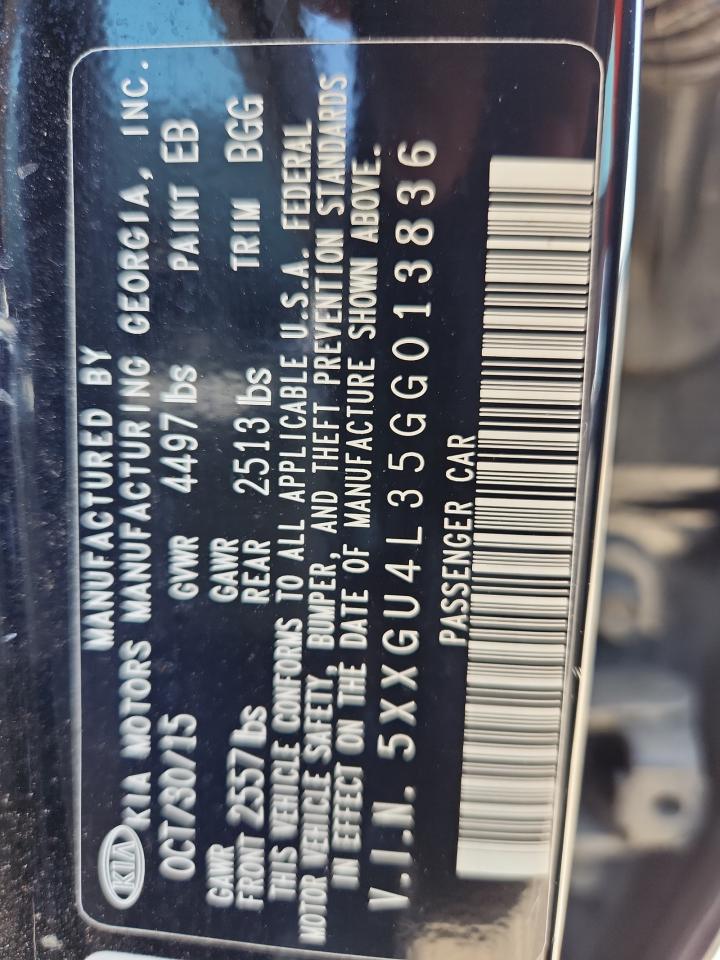 MANUFACTURED BY
KIA KIA MOTORS MANUFACTURING GEORGIA, INC.
OCT/30/15 GVWR 4497 lbs PAINT EB
GAWR FRONT 2557 lbs GAWR REAR 2513 lbs TRIM BGG
THIS VEHICLE CONFORMS TO ALL APPLICABLE U.S.A. FEDERAL
MOTOR VEHICLE SAFETY, BUMPER, AND THEFT PREVENTION STANDARDS
IN EFFECT ON THE DATE OF MANUFACTURE SHOWN ABOVE.
V.I.N. 5XXGU4L35GG013836
PASSENGER CAR